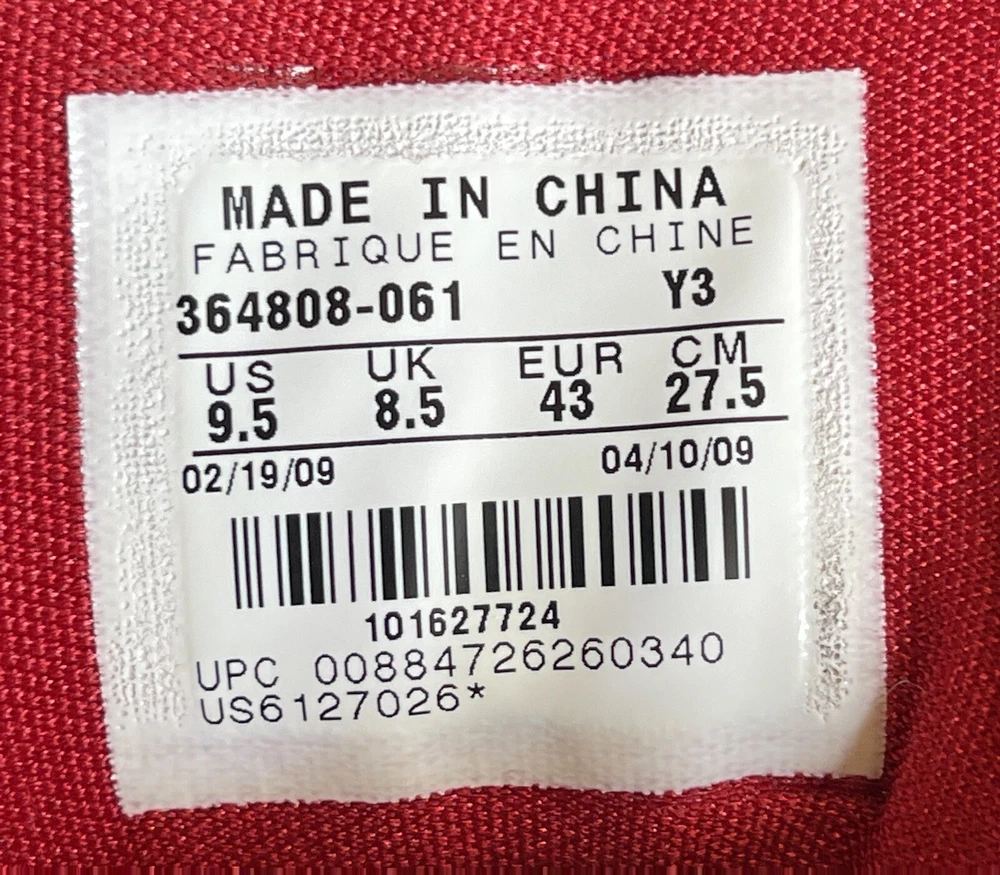 MADE IN CHINA
FABRIQUE EN CHINE
364808-061 Y3
US UK EUR CM
9.5 8.5 43 27.5
02/19/09 04/10/09
101627724
UPC 00884726260340
US6127026*